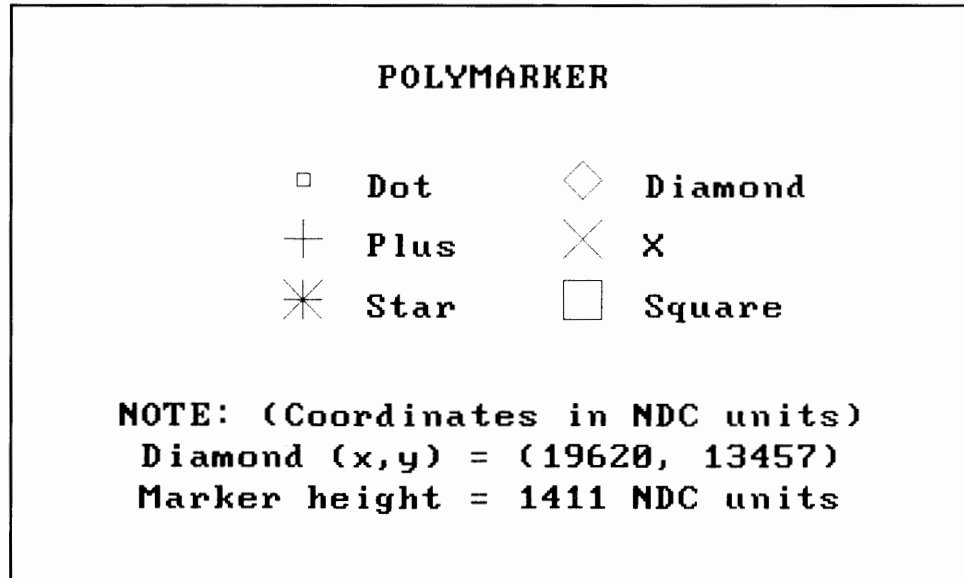 POLYMARKER
Dot Diamond
Plus X
Star Square
NOTE: (Coordinates in NDC units)
Diamond (x,y) = (19620, 13457)
Marker height = 1411 NDC units